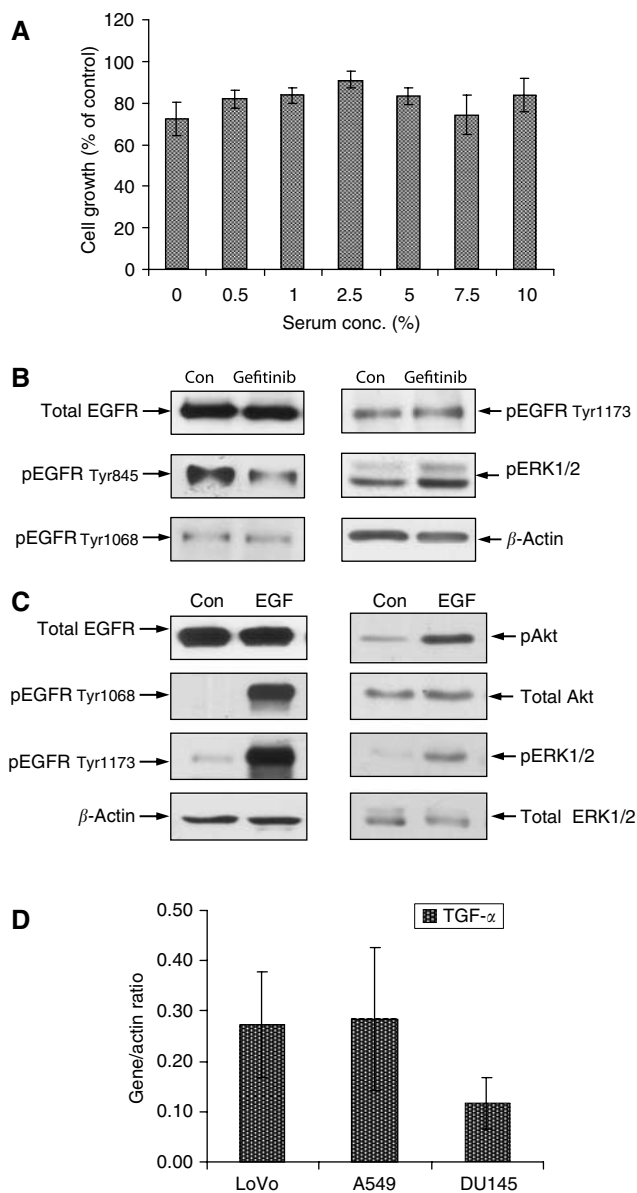 A
120
100
80
60
40
20
0
Cell growth (% of control)
0 0.5 1 2.5 5 7.5 10
Serum conc. (%)
B
Con Gefitinib
Con Gefitinib
Total EGFR
pEGFR Tyr1173
pEGFR Tyr845
pERK1/2
pEGFR Tyr1068
β-Actin
C
Con EGF
Con EGF
Total EGFR
pAkt
pEGFR Tyr1068
Total Akt
pEGFR Tyr1173
pERK1/2
β-Actin
Total ERK1/2
D
0.50
0.40
0.30
0.20
0.10
0.00
Gene/actin ratio
TGF-α
LoVo A549 DU145